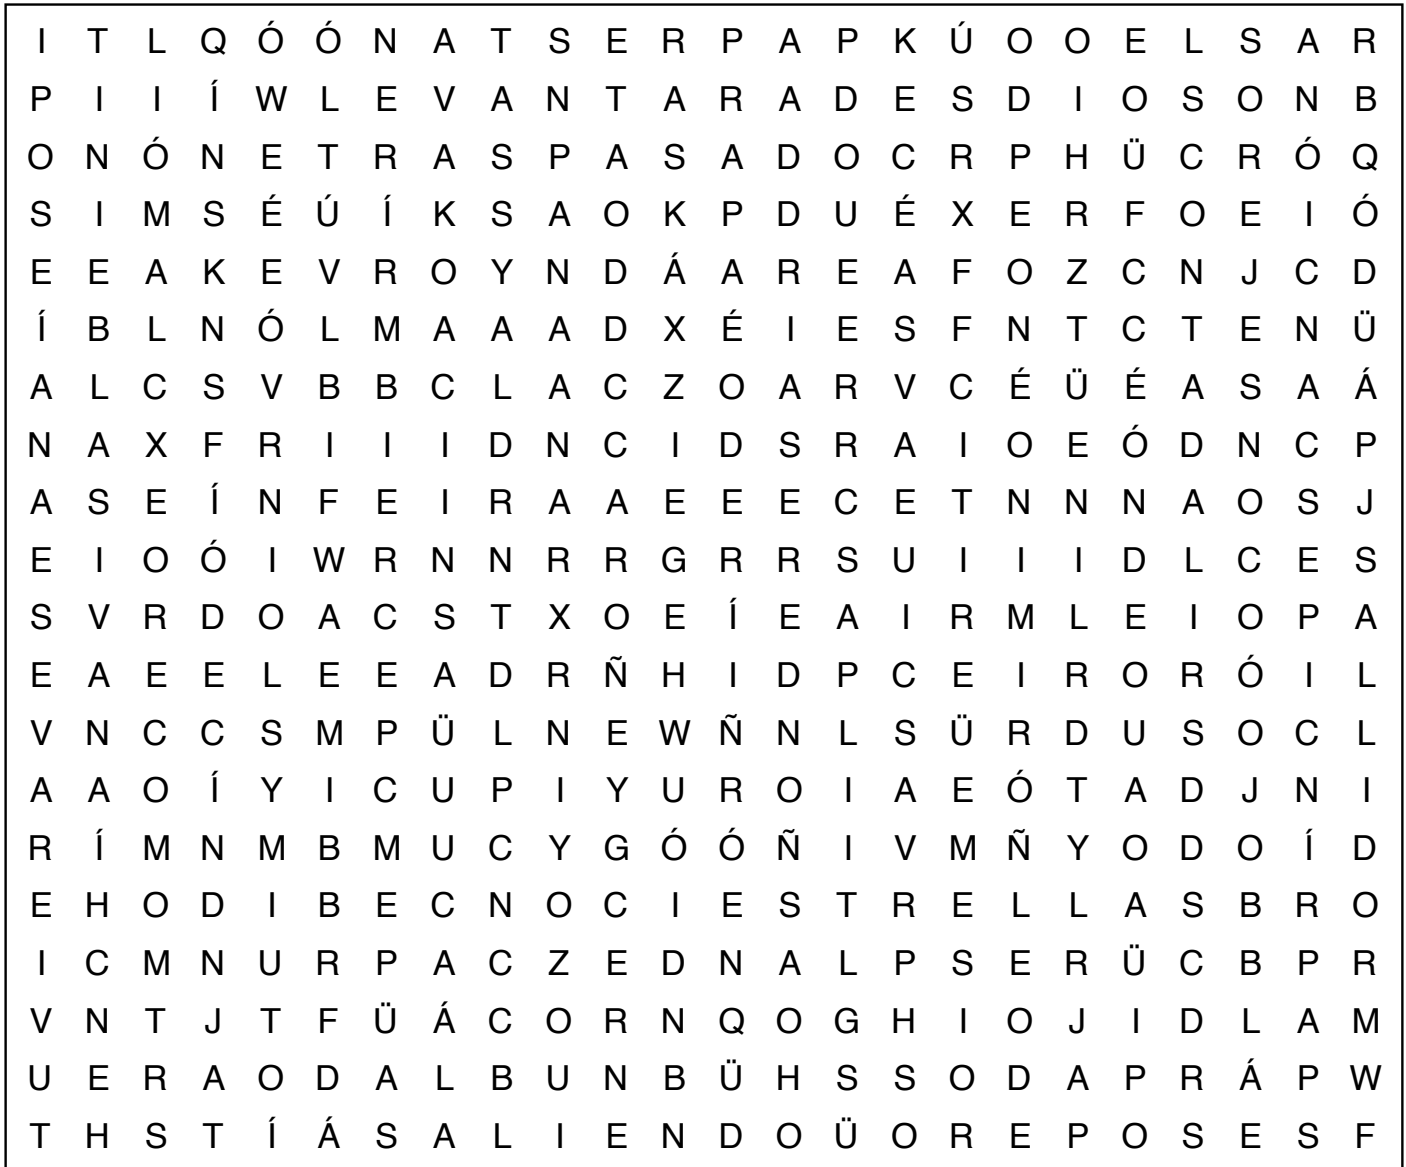 I T L Q Ó Ó N A T S E R P A P K Ú O O E L S A R
P I I Í W L E V A N T A R A D E S D I O S O N B
O N Ó N E T R A S P A S A D O C R P H Ü C R Ó Q
S I M S É Ú Í K S A O K P D U É X E R F O E I Ó
E E A K E V R O Y N D Á A R E A F O Z C N J C D
Í B L N Ó L M A A A D X É I E S F N T C T E N Ü
A L C S V B B C L A C Z O A R V C É Ü É A S A Á
N A X F R I I I D N C I D S R A I O E Ó D N C P
A S E Í N F E I R A A E E E C E T N N N A O S J
E I O Ó I W R N N R R G R R S U I I I D L C E S
S V R D O A C S T X O E Í E A I R M L E I O P A
E A E E L E E A D R Ñ H I D P C E I R O R Ó I L
V N C C S M P Ü L N E W Ñ N L S Ü R D U S O C L
A A O Í Y I C U P I Y U R O I A E Ó T A D J N I
R Í M N M B M U C Y G Ó Ó Ñ I V M Ñ Y O D O Í D
E H O D I B E C N O C I E S T R E L L A S B R O
I C M N U R P A C Z E D N A L P S E R Ü C B P R
V N T J T F Ü Á C O R N Q O G H I O J I D L A M
U E R A O D A L B U N B Ü H S S O D A P R Á P W
T H S T Í Á S A L I E N D O Ü O R E P O S E S F